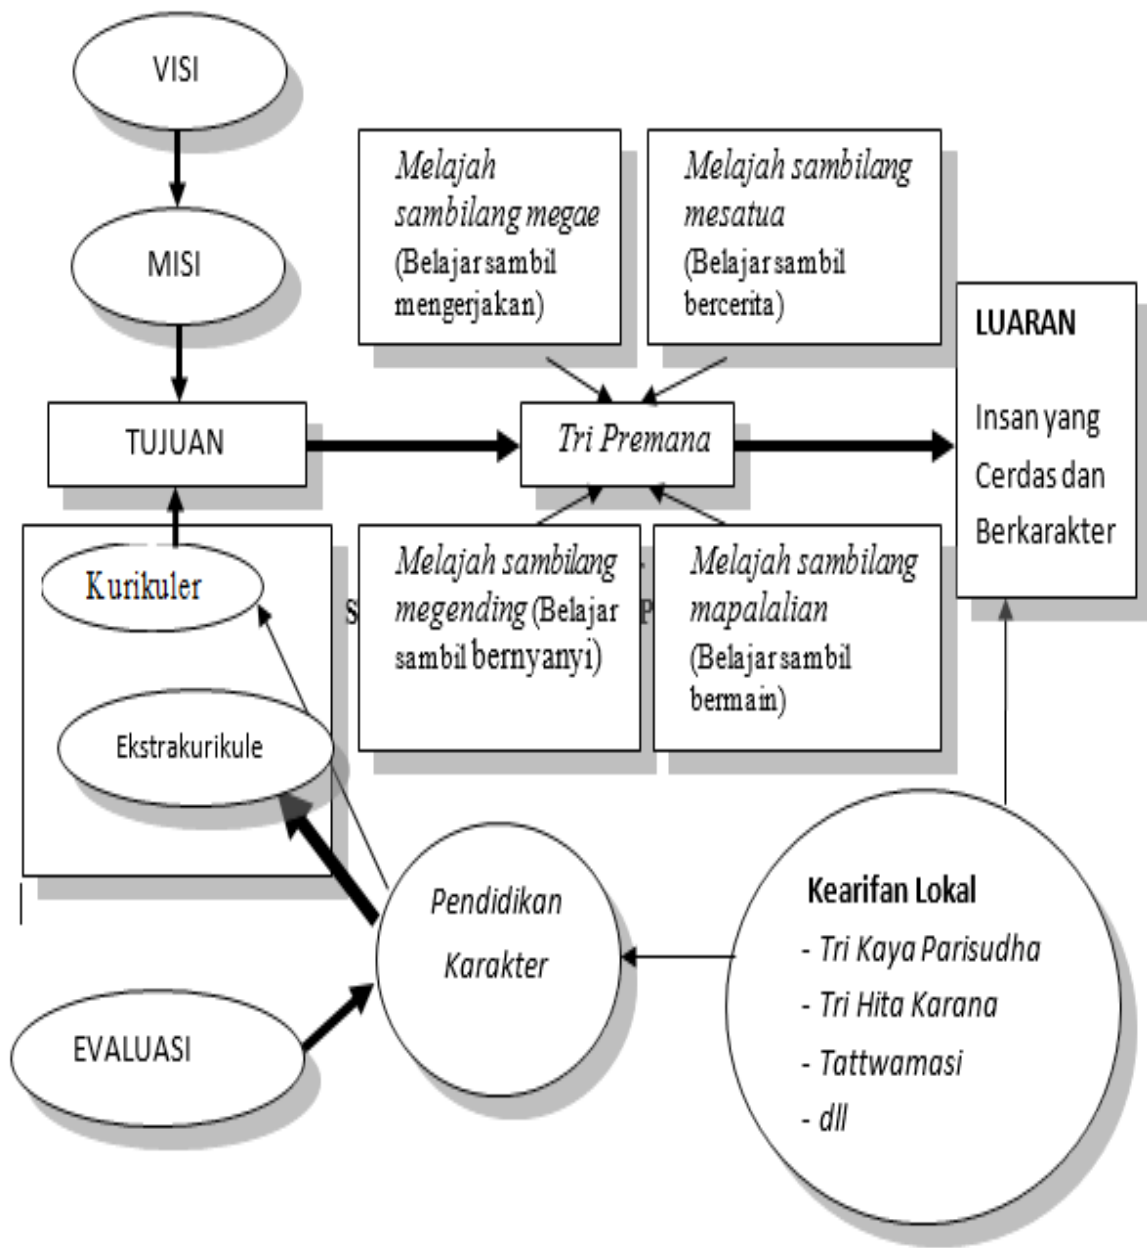 VISI
MISI
TUJUAN
Melajah
sambilang megae
(Belajar sambil
mengerjakan)
Melajah sambilang
mesatua
(Belajar sambil
bercerita)
Tri Premana
LUARAN
Insan yang
Cerdas dan
Berkarakter
Kurikuler
Ekstrakurikule
S
Melajah sambilang
megending (Belajar
sambil bernyanyi)
P
Melajah sambilang
mapalalian
(Belajar sambil
bermain)
Pendidikan
Karakter
EVALUASI
Kearifan Lokal
- Tri Kaya Parisudha
- Tri Hita Karana
- Tattwamasi
- dll